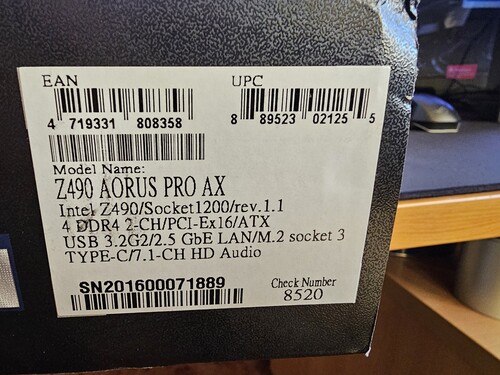 EAN
UPC
4 719331 808358
8 89523 02125 5
Model Name:
Z490 AORUS PRO AX
Intel Z490/Socket1200/rev.1.1
4 DDR4 2-CH/PCI-Ex16/ATX
USB 3.2G2/2.5 GbE LAN/M.2 socket 3
TYPE-C/7.1-CH HD Audio
SN201600071889
Check Number
8520